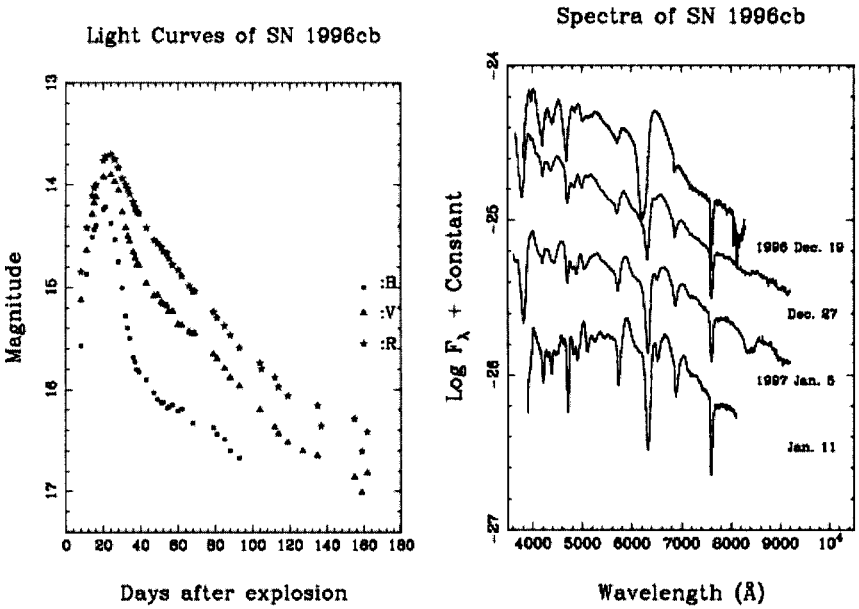 Light Curves of SN 1996cb
13
14
15
16
17
Magnitude
:B
:V
:R
0 20 40 60 80 100 120 140 160 180
Days after explosion
Spectra of SN 1996cb
-24
-25
-26
-27
Log F λ + Constant
1996 Dec. 19
Dec. 27
1997 Jan. 5
Jan. 11
4000 5000 6000 7000 8000 9000 10⁴
Wavelength (Å)